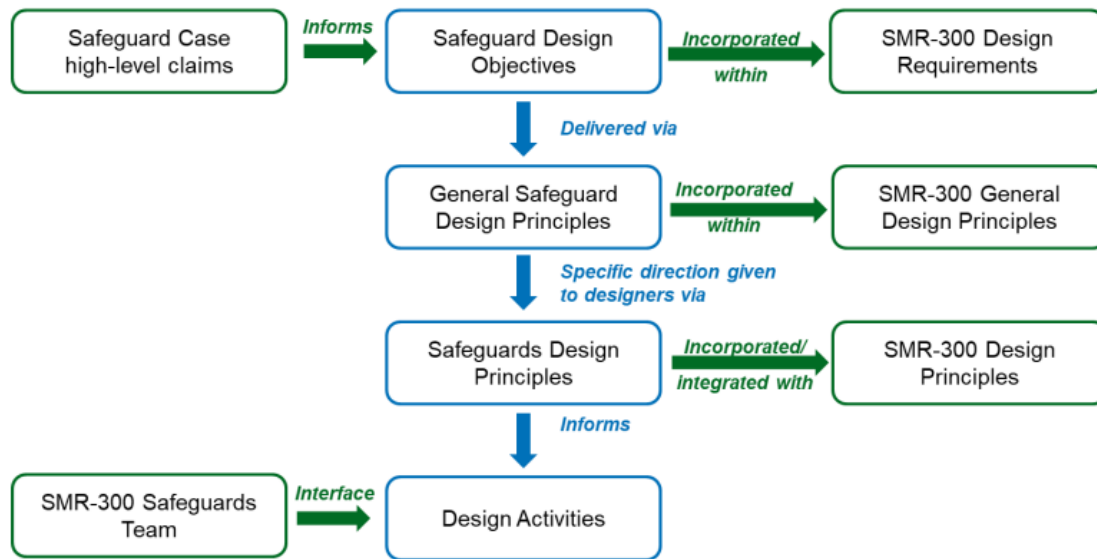 Safeguard Case
high-level claims
Informs
Safeguard Design
Objectives
Incorporated
within
SMR-300 Design
Requirements
Delivered via
General Safeguard
Design Principles
Incorporated
within
SMR-300 General
Design Principles
Specific direction given
to designers via
Safeguards Design
Principles
Incorporated/
integrated with
SMR-300 Design
Principles
Informs
SMR-300 Safeguards
Team
Interface
Design Activities